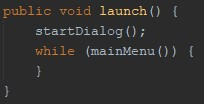 public void launch() {
    startDialog();
    while (mainMenu()) {
    }
}